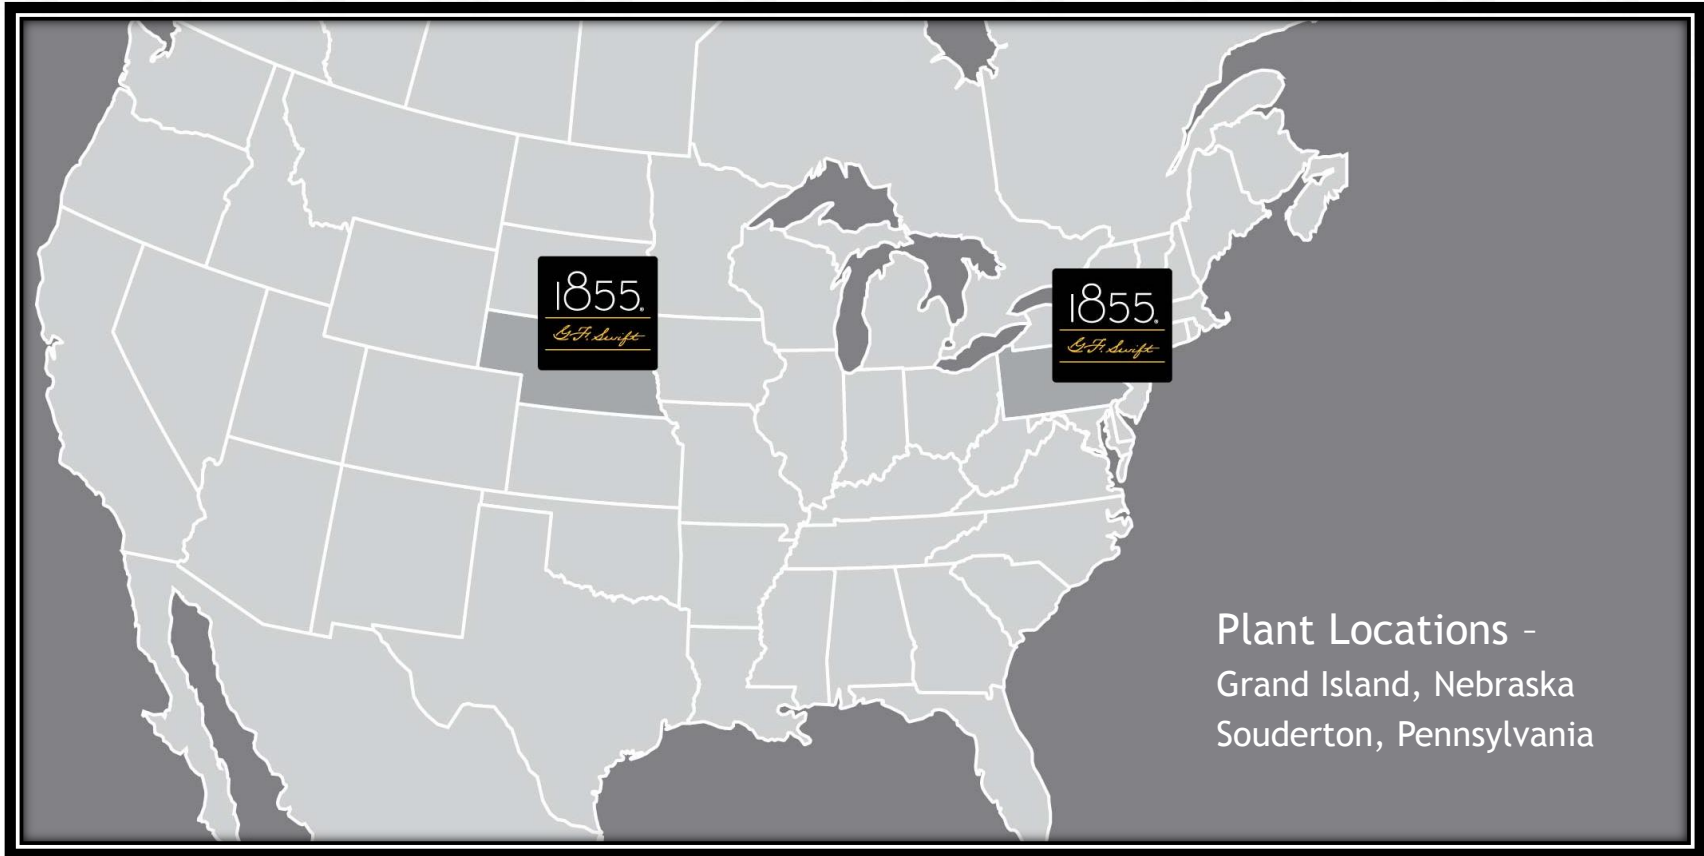 1855®
G.F. Swift
1855®
G.F. Swift
Plant Locations –
Grand Island, Nebraska
Souderton, Pennsylvania